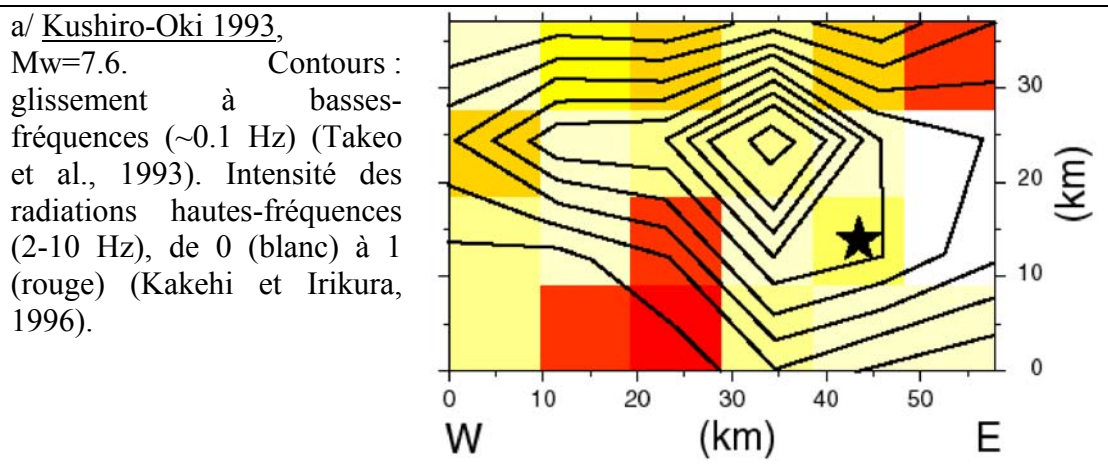 a/ Kushiro-Oki 1993,
Mw=7.6. Contours :
glissement à basses-
fréquences (~0.1 Hz) (Takeo
et al., 1993). Intensité des
radiations hautes-fréquences
(2-10 Hz), de 0 (blanc) à 1
(rouge) (Kakehi et Irikura,
1996).
30
20
10
0
(km)
0 10 20 30 40 50
W (km) E